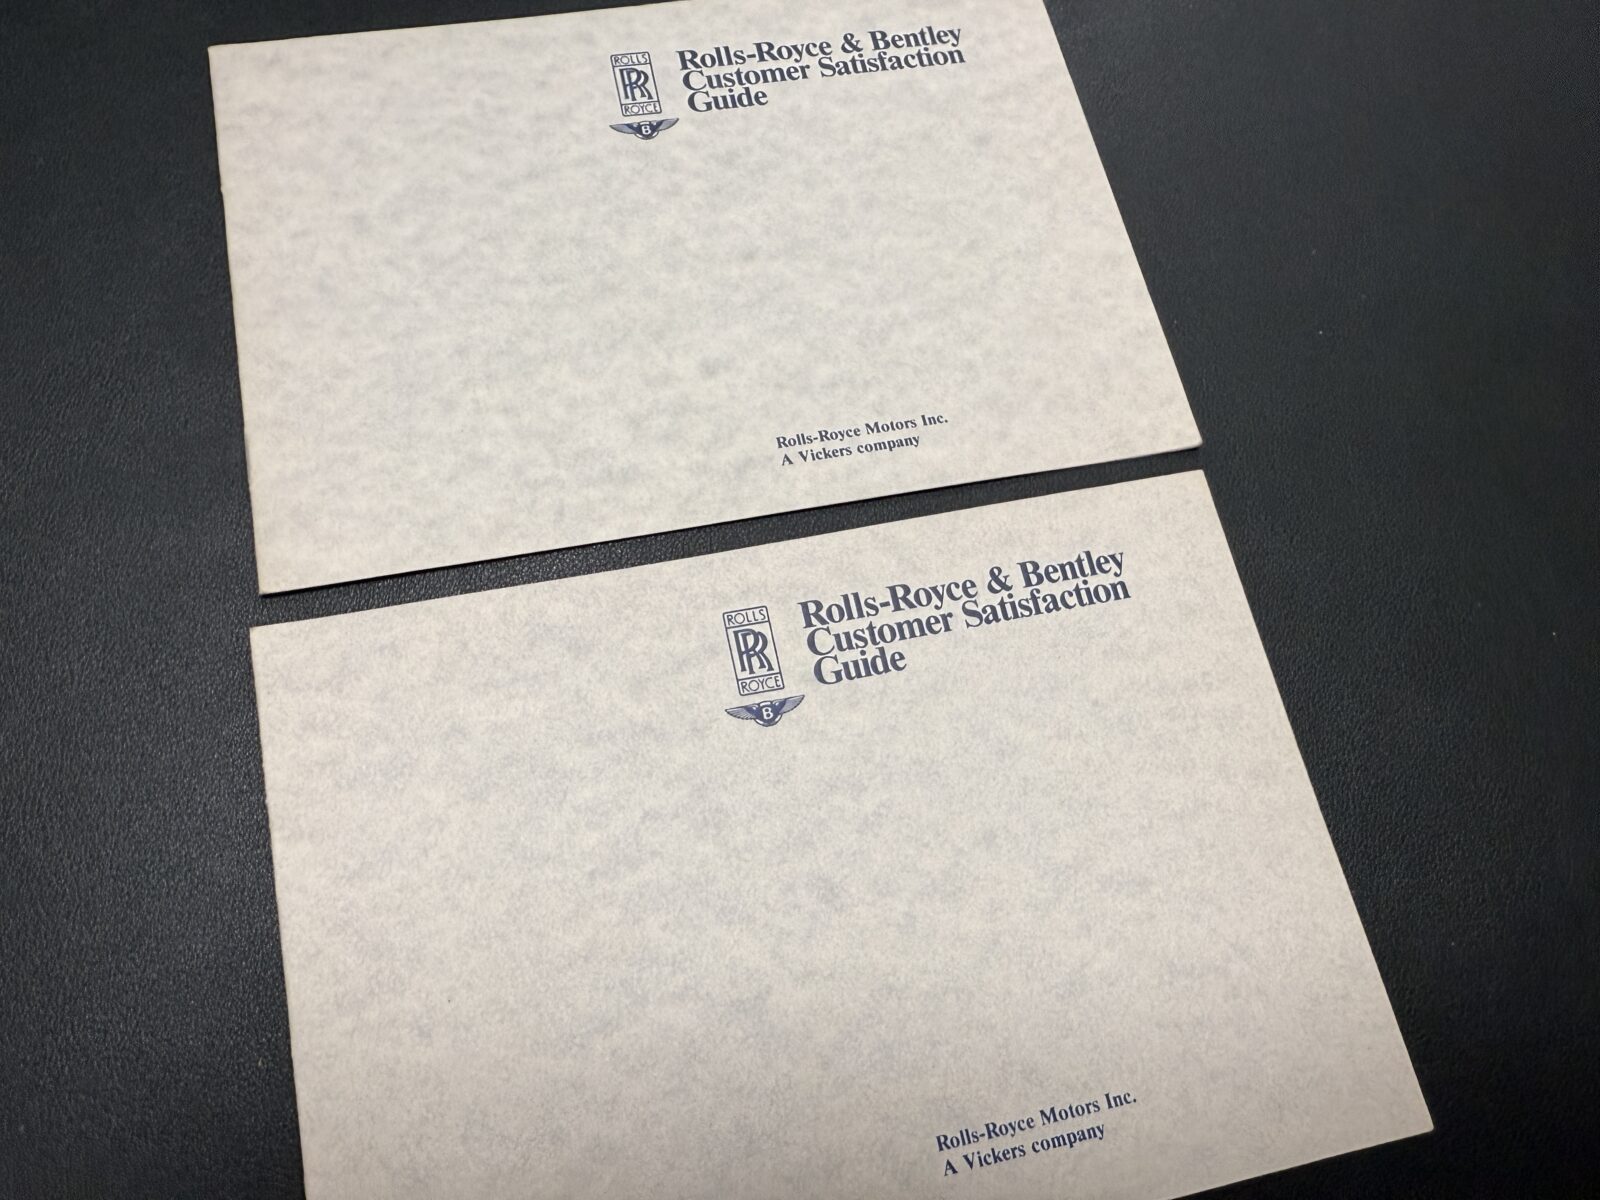 ROLLS
RR
ROYCE
B
Rolls-Royce & Bentley
Customer Satisfaction
Guide
Rolls-Royce Motors Inc.
A Vickers company
ROLLS
RR
ROYCE
B
Rolls-Royce & Bentley
Customer Satisfaction
Guide
Rolls-Royce Motors Inc.
A Vickers company